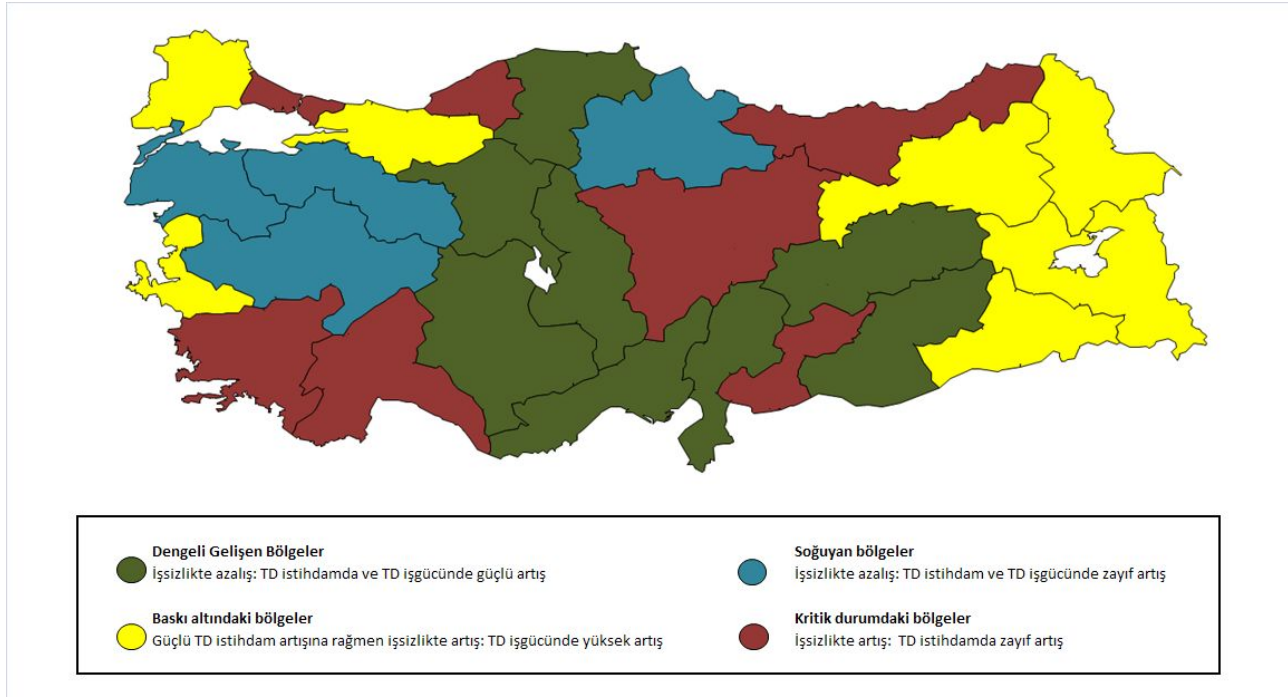 Dengeli Gelişen Bölgeler
İşsizlikte azalış: TD istihdamda ve TD işgücünde güçlü artış
Baskı altındaki bölgeler
Güçlü TD istihdam artışına rağmen işsizlikte artış: TD işgücünde yüksek artış
Soğuyan bölgeler
İşsizlikte azalış: TD istihdam ve TD işgücünde zayıf artış
Kritik durumdaki bölgeler
İşsizlikte artış: TD istihdamda zayıf artış